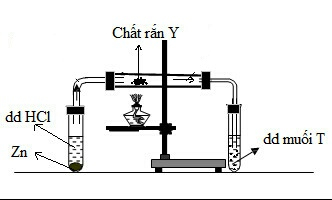 Chất rắn Y
dd HCl
Zn
dd muối T